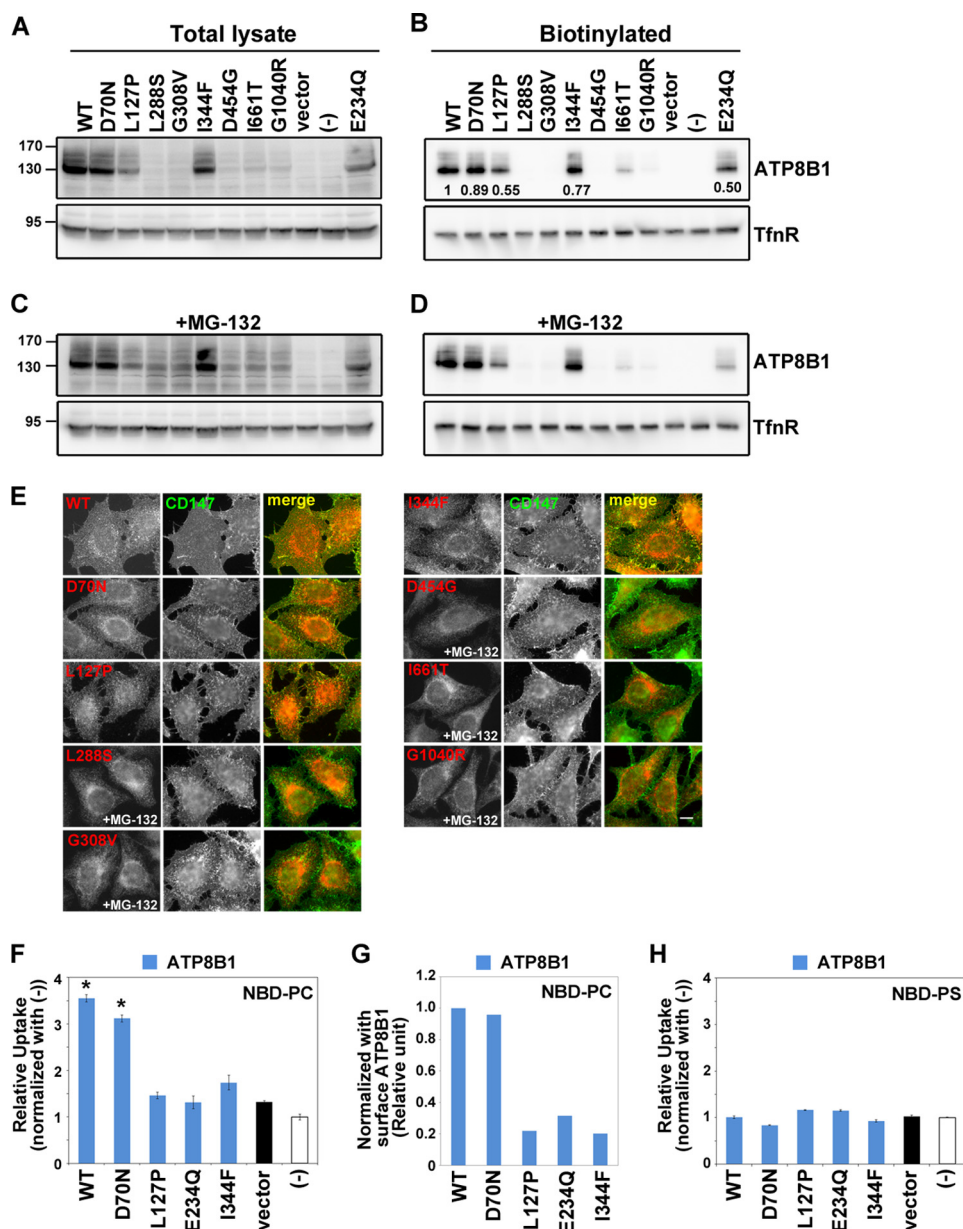 A
Total lysate
WT
D70N
L127P
L288S
G308V
I344F
D454G
I661T
G1040R
vector
(-)
E234Q
170
130
95
B
Biotinylated
WT
D70N
L127P
L288S
G308V
I344F
D454G
I661T
G1040R
vector
(-)
E234Q
ATP8B1
1 0.89 0.55 0.77 0.50
TfnR
C
+MG-132
170
130
95
D
+MG-132
ATP8B1
TfnR
E
WT CD147 merge
D70N
L127P
L288S
+MG-132
G308V
+MG-132
I344F CD147 merge
D454G
+MG-132
I661T
+MG-132
G1040R
+MG-132
F
ATP8B1
NBD-PC
Relative Uptake
(normalized with (-))
4
3
2
1
0
* *
WT
D70N
L127P
E234Q
I344F
vector
(-)
G
ATP8B1
NBD-PC
Normalized with
surface ATP8B1
(Relative unit)
1.2
1.0
0.8
0.6
0.4
0.2
0
WT
D70N
L127P
E234Q
I344F
H
ATP8B1
NBD-PS
Relative Uptake
(normalized with (-))
4
3
2
1
0
WT
D70N
L127P
E234Q
I344F
vector
(-)